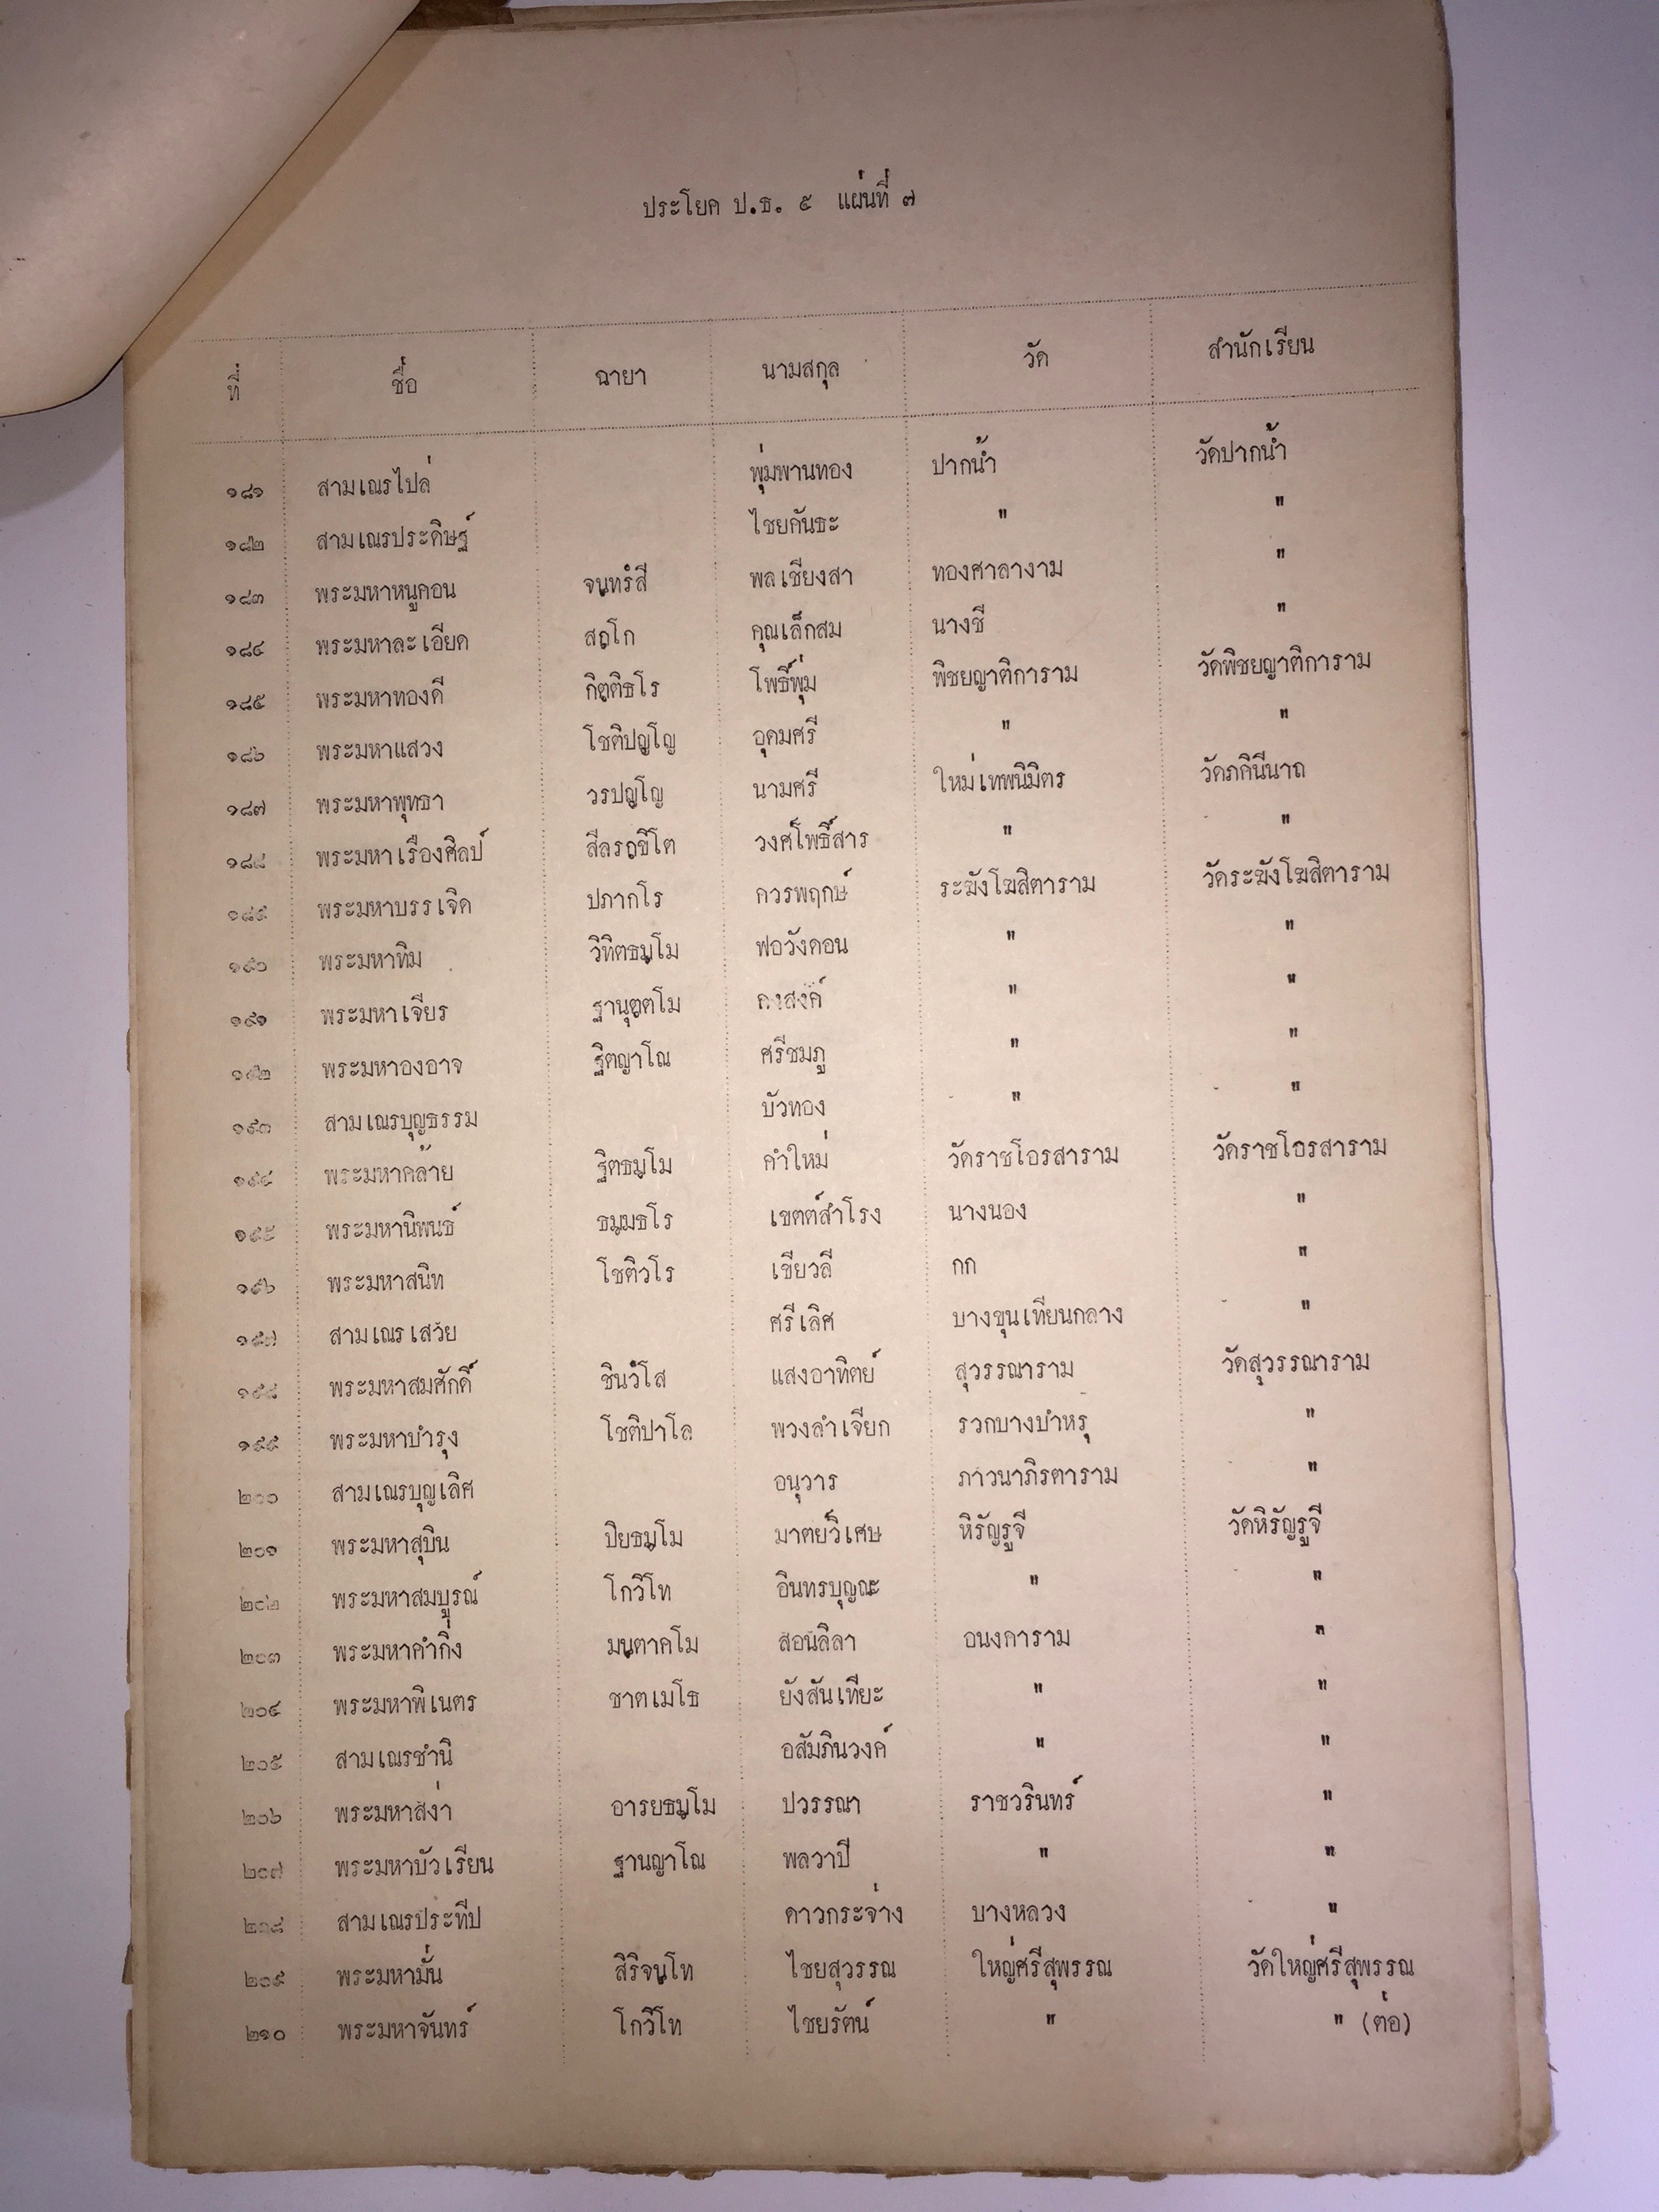 ประโยค ป.ธ. ๕ แผ่นที่ ๗
ที่ ชื่อ ฉายา นามสกุล วัด สำนักเรียน
๑๘๑ สามเณรไปล่ พุ่มพานทอง ปากน้ำ วัดปากน้ำ
๑๘๒ สามเณรประดิษฐ์ ไชยคันธะ " "
๑๘๓ พระมหาหนูดอน จนฺทรํสี พลเชียงสา ทองศาลางาม "
๑๘๔ พระมหาละเอียด สฤโก คุณเล็กสม นางชี "
๑๘๕ พระมหาทองดี กิตฺติธโร โพธิ์พุ่ม พิชยญาติการาม วัดพิชยญาติการาม
๑๘๖ พระมหาแสวง โชติปญฺโญ อุดมศรี " "
๑๘๗ พระมหาพุทธา วรปญฺโญ นามศรี ใหม่เทพนิมิตร วัดภคินีนาถ
๑๘๘ พระมหาเรืองศิลป์ สีลรกฺขิโต วงศ์โพธิ์สาร " "
๑๘๙ พระมหาบรรเจิด ปภากโร ควรพฤกษ์ ระฆังโฆสิตาราม วัดระฆังโฆสิตาราม
๑๙๐ พระมหาทิม วิทิตธมฺโม ฟอวังดอน " "
๑๙๑ พระมหาเจียร ฐานุตฺตโม คงสงค์ " "
๑๙๒ พระมหาองอาจ ฐิตญาโณ ศรีชมภู " "
๑๙๓ สามเณรบุญธรรม บัวทอง " "
๑๙๔ พระมหาคล้าย ฐิตธมฺโม คำใหม่ วัดราชโอรสาราม วัดราชโอรสาราม
๑๙๕ พระมหานิพนธ์ ธมฺมธโร เขตต์สำโรง นางนอง "
๑๙๖ พระมหาสนิท โชติวโร เขียวลี กก "
๑๙๗ สามเณรเสวย ศรีเลิศ บางขุนเทียนกลาง "
๑๙๘ พระมหาสมศักดิ์ ชินวํโส แสงอาทิตย์ สุวรรณาราม วัดสุวรรณาราม
๑๙๙ พระมหาบำรุง โชติปาโล พวงลำเจียก รวกบางบำหรุ "
๒๐๐ สามเณรบุญเลิศ อนุวาร ภาวนาภิรตาราม "
๒๐๑ พระมหาสุบิน ปิยธมฺโม มาตย์วิเศษ หิรัญรูจี วัดหิรัญรูจี
๒๐๒ พระมหาสมบูรณ์ โกวิโท อินทรบุญณะ " "
๒๐๓ พระมหาคำกิ่ง มนฺตาคโม สอนลิลา อนงคาราม "
๒๐๔ พระมหาพิเนตร ชาตเมโธ ยังสันเทียะ " "
๒๐๕ สามเณรชำนิ อสัมภินวงค์ " "
๒๐๖ พระมหาสง่า อารยธมฺโม ปวรรณา ราชวรินทร์ "
๒๐๗ พระมหาบัวเรียน ฐานญาโณ พลวาปี " "
๒๐๘ สามเณรประทีป ดาวกระจ่าง บางหลวง "
๒๐๙ พระมหามั่น สิริจนฺโท ไชยสุวรรณ ใหญ่ศรีสุพรรณ วัดใหญ่ศรีสุพรรณ
๒๑๐ พระมหาจันทร์ โกวิโท ไชยรัตน์ " " (ต่อ)